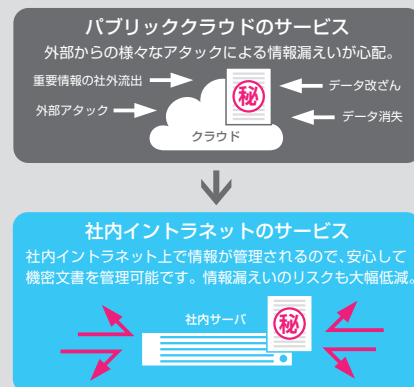 パブリッククラウドのサービス
外部からの様々なアタックによる情報漏えいが心配。
重要情報の社外流出
データ改ざん
㊙
外部アタック
データ消失
クラウド
社内イントラネットのサービス
社内イントラネット上で情報が管理されるので、安心して
機密文書を管理可能です。情報漏えいのリスクも大幅低減。
社内サーバ
㊙